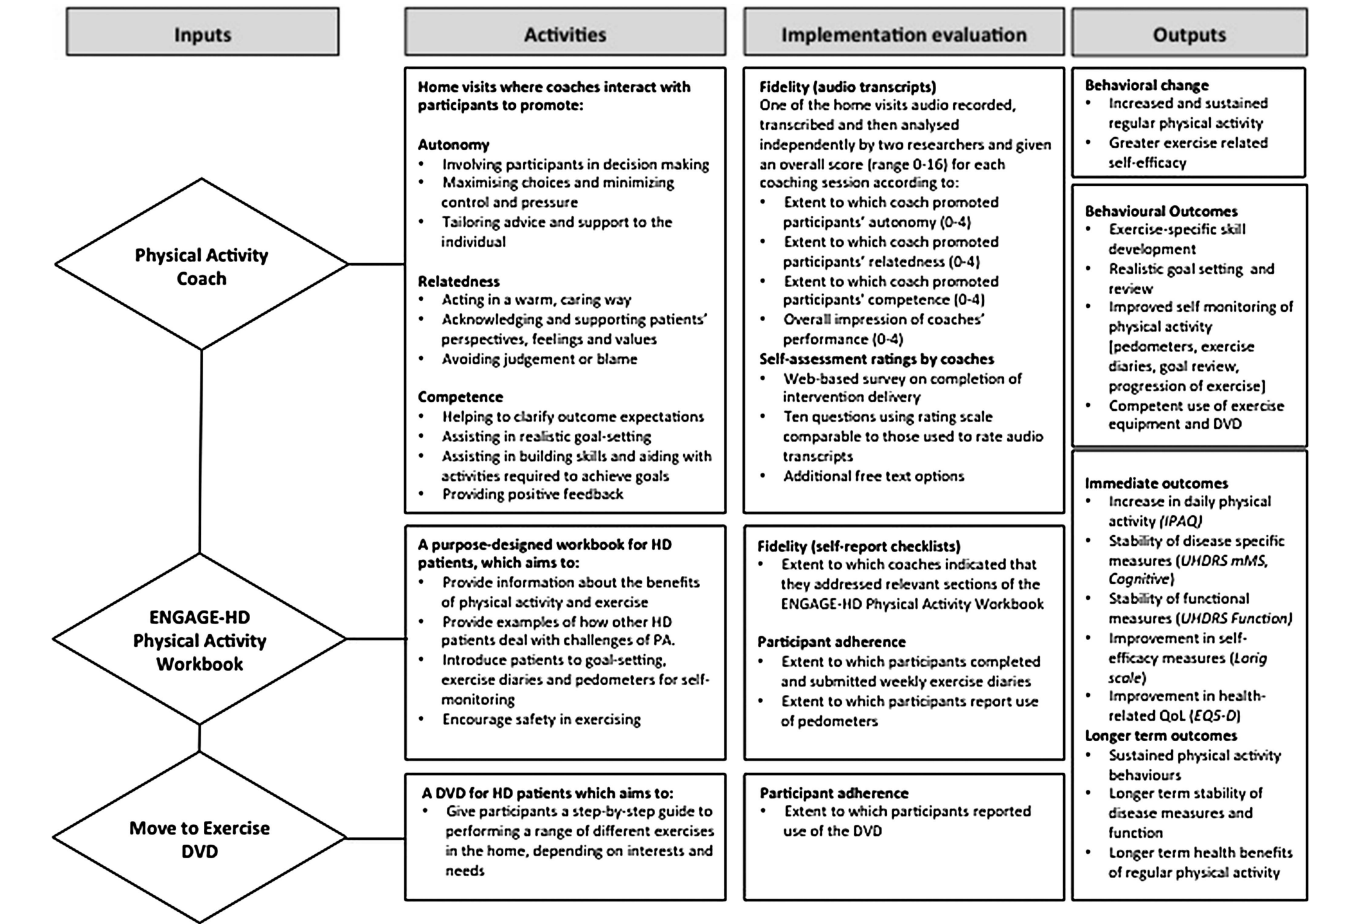 Inputs
Activities
Implementation evaluation
Outputs
Physical Activity
Coach
ENGAGE-HD
Physical Activity
Workbook
Move to Exercise
DVD
Home visits where coaches interact with
participants to promote:
Autonomy
• Involving participants in decision making
• Maximising choices and minimizing
control and pressure
• Tailoring advice and support to the
individual
Relatedness
• Acting in a warm, caring way
• Acknowledging and supporting patients'
perspectives, feelings and values
• Avoiding judgement or blame
Competence
• Helping to clarify outcome expectations
• Assisting in realistic goal-setting
• Assisting in building skills and aiding with
activities required to achieve goals
• Providing positive feedback
A purpose-designed workbook for HD
patients, which aims to:
• Provide information about the benefits
of physical activity and exercise
• Provide examples of how other HD
patients deal with challenges of PA.
• Introduce patients to goal-setting,
exercise diaries and pedometers for self-
monitoring
• Encourage safety in exercising
A DVD for HD patients which aims to:
• Give participants a step-by-step guide to
performing a range of different exercises
in the home, depending on interests and
needs
Fidelity (audio transcripts)
One of the home visits audio recorded,
transcribed and then analysed
independently by two researchers and given
an overall score (range 0-16) for each
coaching session according to:
• Extent to which coach promoted
participants' autonomy (0-4)
• Extent to which coach promoted
participants' relatedness (0-4)
• Extent to which coach promoted
participants' competence (0-4)
• Overall impression of coaches'
performance (0-4)
Self-assessment ratings by coaches
• Web-based survey on completion of
intervention delivery
• Ten questions using rating scale
comparable to those used to rate audio
transcripts
• Additional free text options
Fidelity (self-report checklists)
• Extent to which coaches indicated that
they addressed relevant sections of the
ENGAGE-HD Physical Activity Workbook
Participant adherence
• Extent to which participants completed
and submitted weekly exercise diaries
• Extent to which participants report use
of pedometers
Participant adherence
• Extent to which participants reported
use of the DVD
Behavioral change
• Increased and sustained
regular physical activity
• Greater exercise related
self-efficacy
Behavioural Outcomes
• Exercise-specific skill
development
• Realistic goal setting and
review
• Improved self monitoring of
physical activity
[pedometers, exercise
diaries, goal review,
progression of exercise]
• Competent use of exercise
equipment and DVD
Immediate outcomes
• Increase in daily physical
activity (IPAQ)
• Stability of disease specific
measures (UHDRS mMS,
Cognitive)
• Stability of functional
measures (UHDRS Function)
• Improvement in self-
efficacy measures (Lorig
scale)
• Improvement in health-
related QoL (EQ5-D)
Longer term outcomes
• Sustained physical activity
behaviours
• Longer term stability of
disease measures and
function
• Longer term health benefits
of regular physical activity